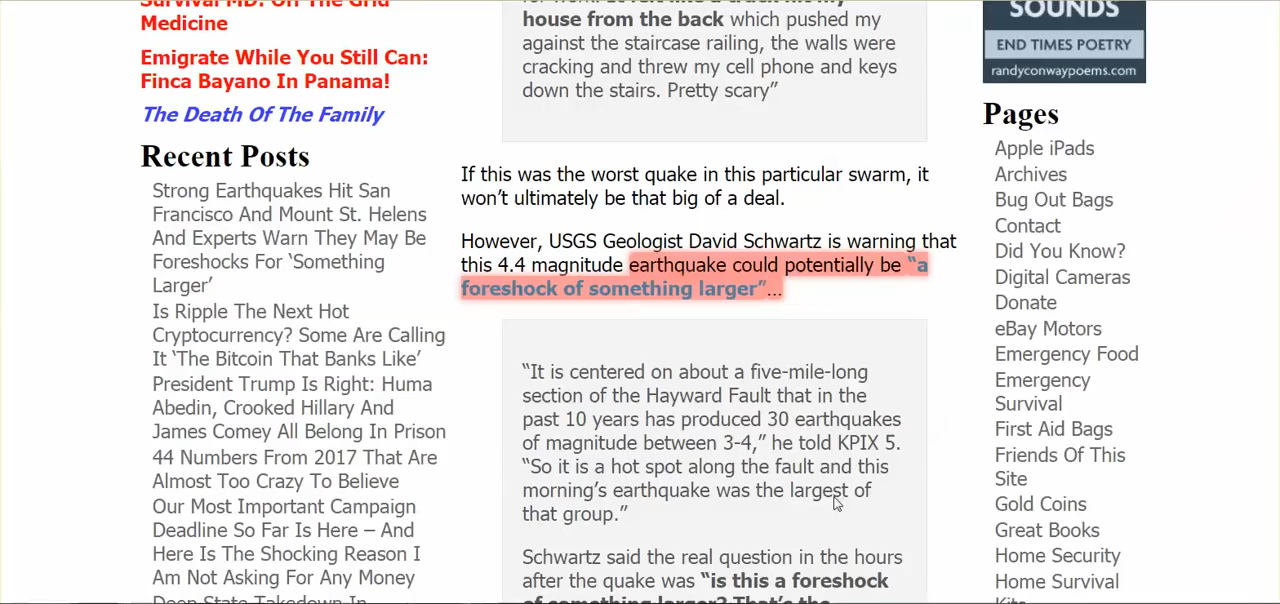 Medicine
Emigrate While You Still Can:
Finca Bayano In Panama!
The Death Of The Family
Recent Posts
Strong Earthquakes Hit San
Francisco And Mount St. Helens
And Experts Warn They May Be
Foreshocks For ‘Something
Larger’
Is Ripple The Next Hot
Cryptocurrency? Some Are Calling
It ‘The Bitcoin That Banks Like’
President Trump Is Right: Huma
Abedin, Crooked Hillary And
James Comey All Belong In Prison
44 Numbers From 2017 That Are
Almost Too Crazy To Believe
Our Most Important Campaign
Deadline So Far Is Here – And
Here Is The Shocking Reason I
Am Not Asking For Any Money
Deep State Takedown In
house from the back which pushed my
against the staircase railing, the walls were
cracking and threw my cell phone and keys
down the stairs. Pretty scary”
If this was the worst quake in this particular swarm, it
won’t ultimately be that big of a deal.
However, USGS Geologist David Schwartz is warning that
this 4.4 magnitude earthquake could potentially be “a
foreshock of something larger”...
“It is centered on about a five-mile-long
section of the Hayward Fault that in the
past 10 years has produced 30 earthquakes
of magnitude between 3-4,” he told KPIX 5.
“So it is a hot spot along the fault and this
morning’s earthquake was the largest of
that group.”
Schwartz said the real question in the hours
after the quake was “is this a foreshock
of something larger? That’s the
SOUNDS
END TIMES POETRY
randyconwaypoems.com
Pages
Apple iPads
Archives
Bug Out Bags
Contact
Did You Know?
Digital Cameras
Donate
eBay Motors
Emergency Food
Emergency
Survival
First Aid Bags
Friends Of This
Site
Gold Coins
Great Books
Home Security
Home Survival